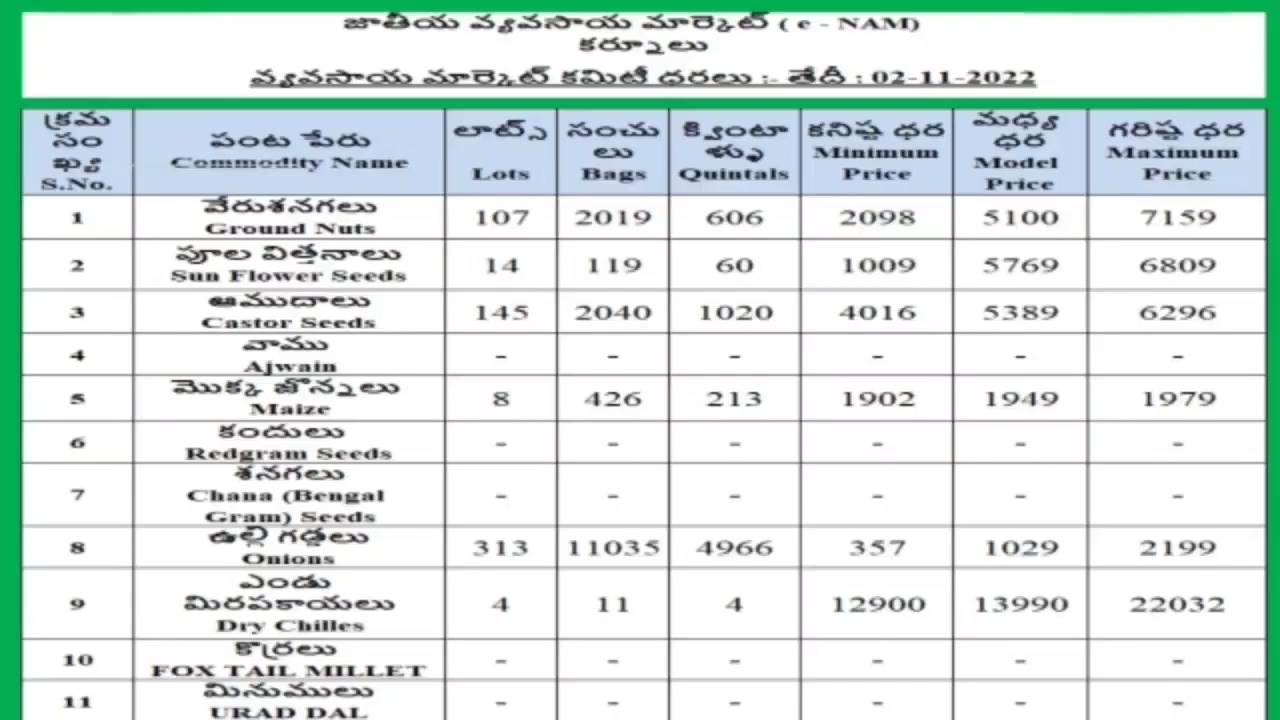 జాతీయ వ్యవసాయ మార్కెట్ ( e - NAM)
కర్నూలు
వ్యవసాయ మార్కెట్ కమిటీ ధరలు :- తేదీ : 02-11-2022
క్రమ సంఖ్య S.No. పంట పేరు Commodity Name లాట్స్ Lots సంచులు Bags క్వింటాళ్ళు Quintals కనిష్ట ధర Minimum Price మధ్య ధర Model Price గరిష్ట ధర Maximum Price
1 వేరుశనగలు Ground Nuts 107 2019 606 2098 5100 7159
2 పూల విత్తనాలు Sun Flower Seeds 14 119 60 1009 5769 6809
3 ఆముదాలు Castor Seeds 145 2040 1020 4016 5389 6296
4 వాము Ajwain - - - - - -
5 మొక్క జొన్నలు Maize 8 426 213 1902 1949 1979
6 కందులు Redgram Seeds - - - - - -
7 శనగలు Chana (Bengal Gram) Seeds - - - - - -
8 ఉల్లి గడ్డలు Onions 313 11035 4966 357 1029 2199
9 ఎండు మిరపకాయలు Dry Chilles 4 11 4 12900 13990 22032
10 కొర్రలు FOX TAIL MILLET - - - - - -
11 మినుములు URAD DAL - - - - - -